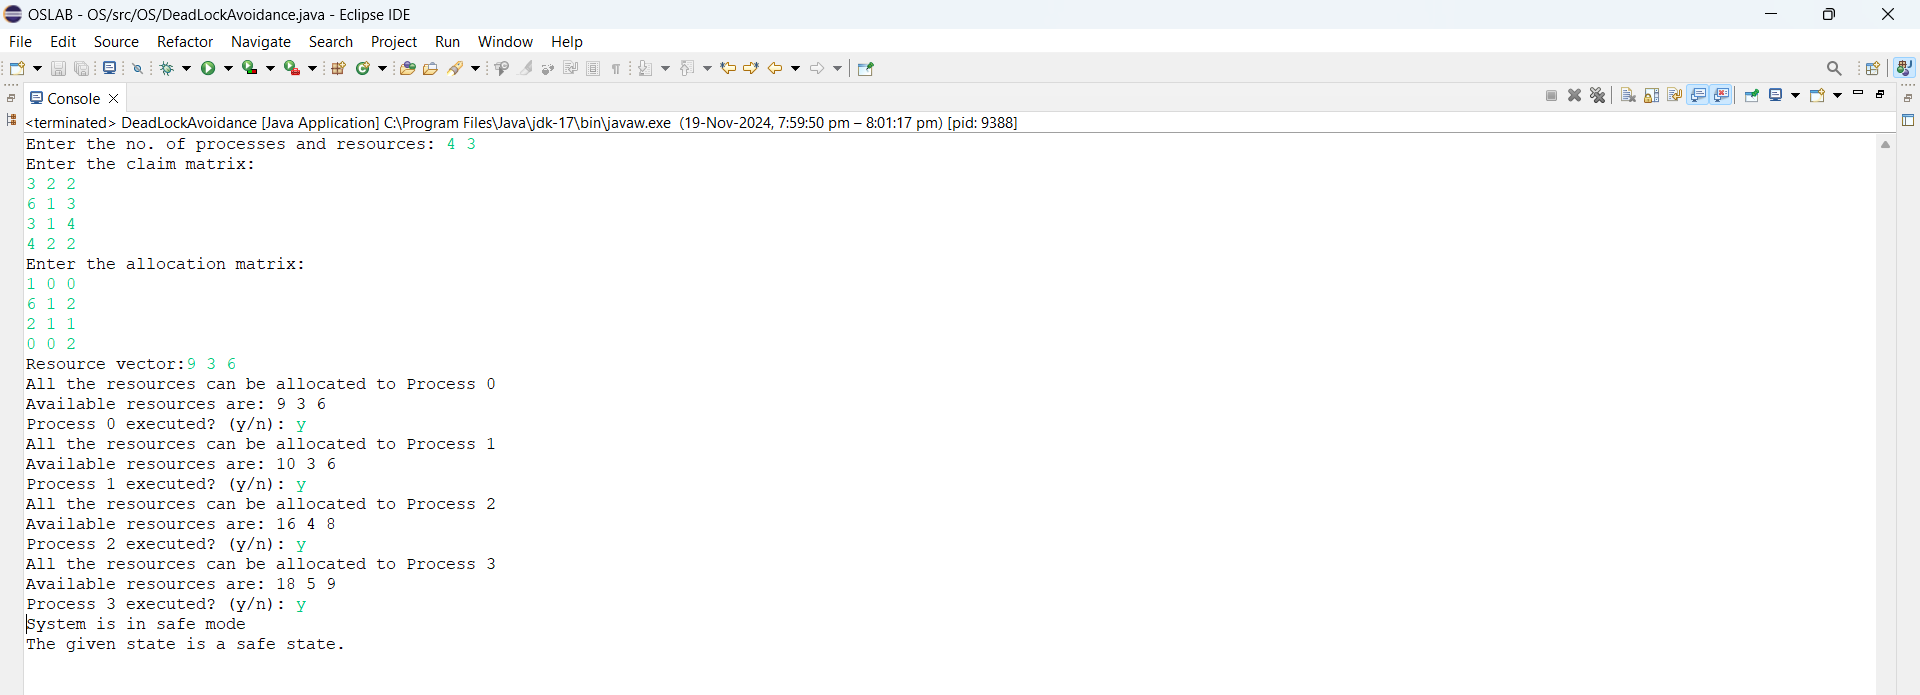 OSLAB - OS/src/OS/DeadLockAvoidance.java - Eclipse IDE
File Edit Source Refactor Navigate Search Project Run Window Help
Console
<terminated> DeadLockAvoidance [Java Application] C:\Program Files\Java\jdk-17\bin\javaw.exe (19-Nov-2024, 7:59:50 pm – 8:01:17 pm) [pid: 9388]
Enter the no. of processes and resources: 4 3
Enter the claim matrix:
3 2 2
6 1 3
3 1 4
4 2 2
Enter the allocation matrix:
1 0 0
6 1 2
2 1 1
0 0 2
Resource vector:9 3 6
All the resources can be allocated to Process 0
Available resources are: 9 3 6
Process 0 executed? (y/n): y
All the resources can be allocated to Process 1
Available resources are: 10 3 6
Process 1 executed? (y/n): y
All the resources can be allocated to Process 2
Available resources are: 16 4 8
Process 2 executed? (y/n): y
All the resources can be allocated to Process 3
Available resources are: 18 5 9
Process 3 executed? (y/n): y
System is in safe mode
The given state is a safe state.